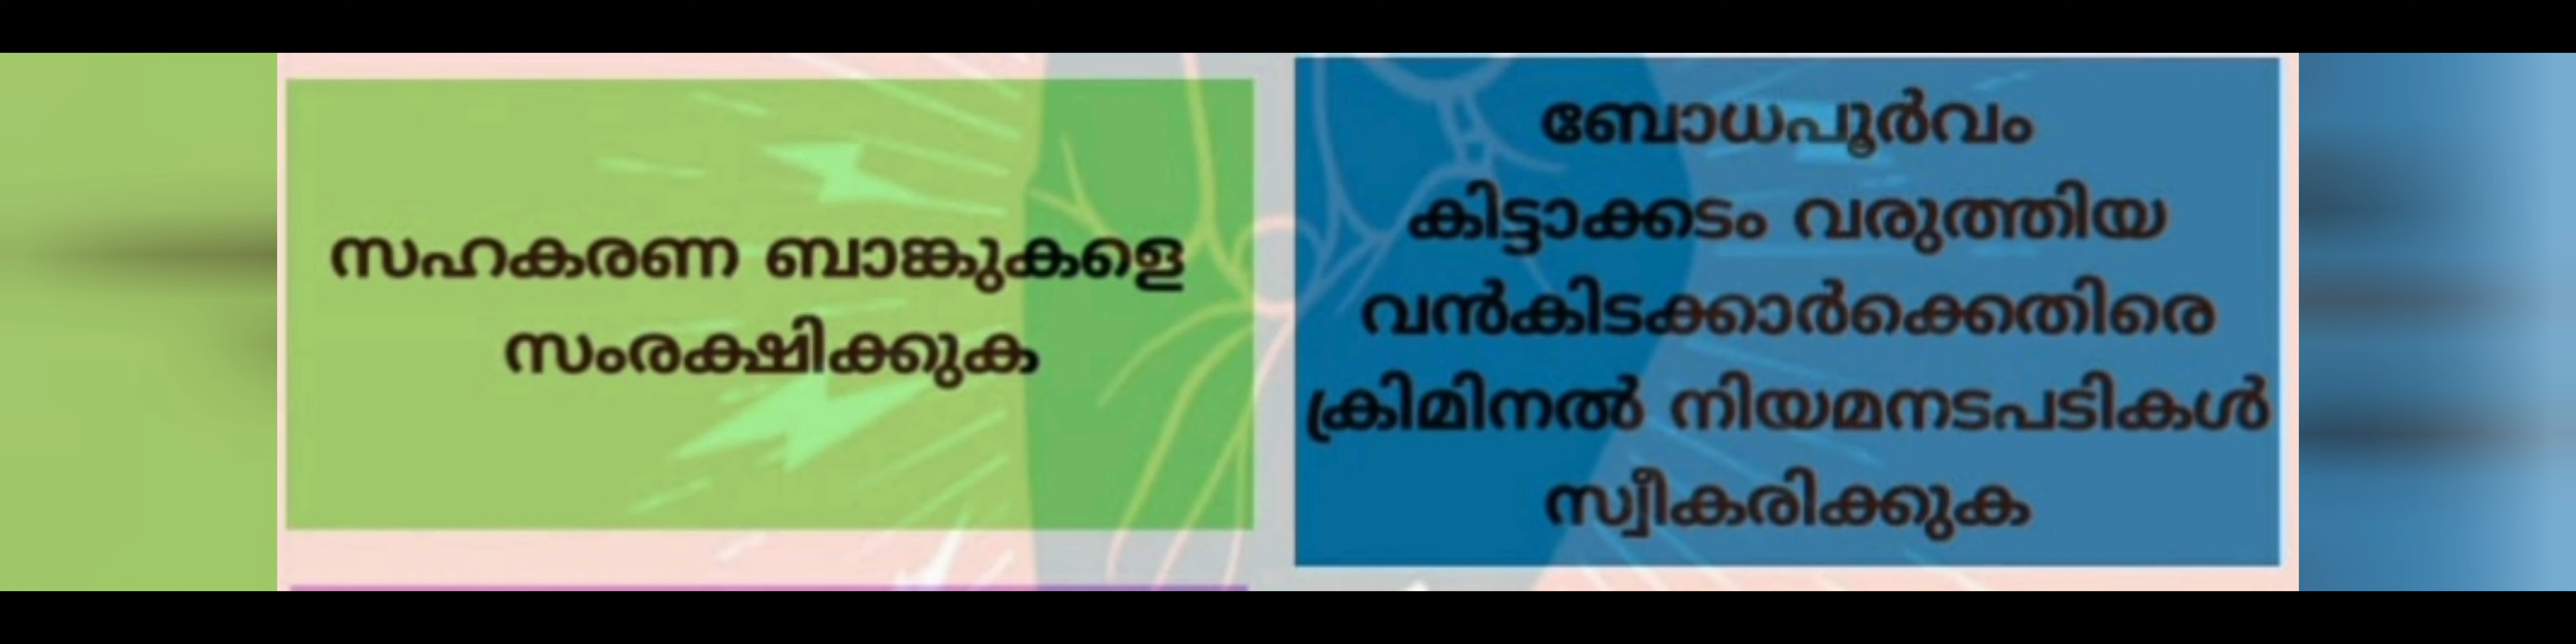 സഹകരണ ബാങ്കുകളെ
സംരക്ഷിക്കുക
ബോധപൂർവം
കിട്ടാക്കടം വരുത്തിയ
വൻകിടക്കാർക്കെതിരെ
ക്രിമിനൽ നിയമനടപടികൾ
സ്വീകരിക്കുക